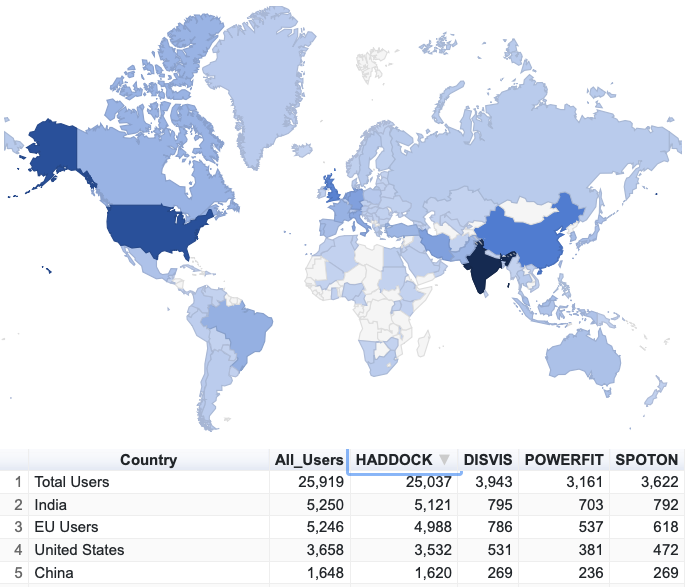 Country All_Users HADDOCK ▼ DISVIS POWERFIT SPOTON
1 Total Users 25,919 25,037 3,943 3,161 3,622
2 India 5,250 5,121 795 703 792
3 EU Users 5,246 4,988 786 537 618
4 United States 3,658 3,532 531 381 472
5 China 1,648 1,620 269 236 269